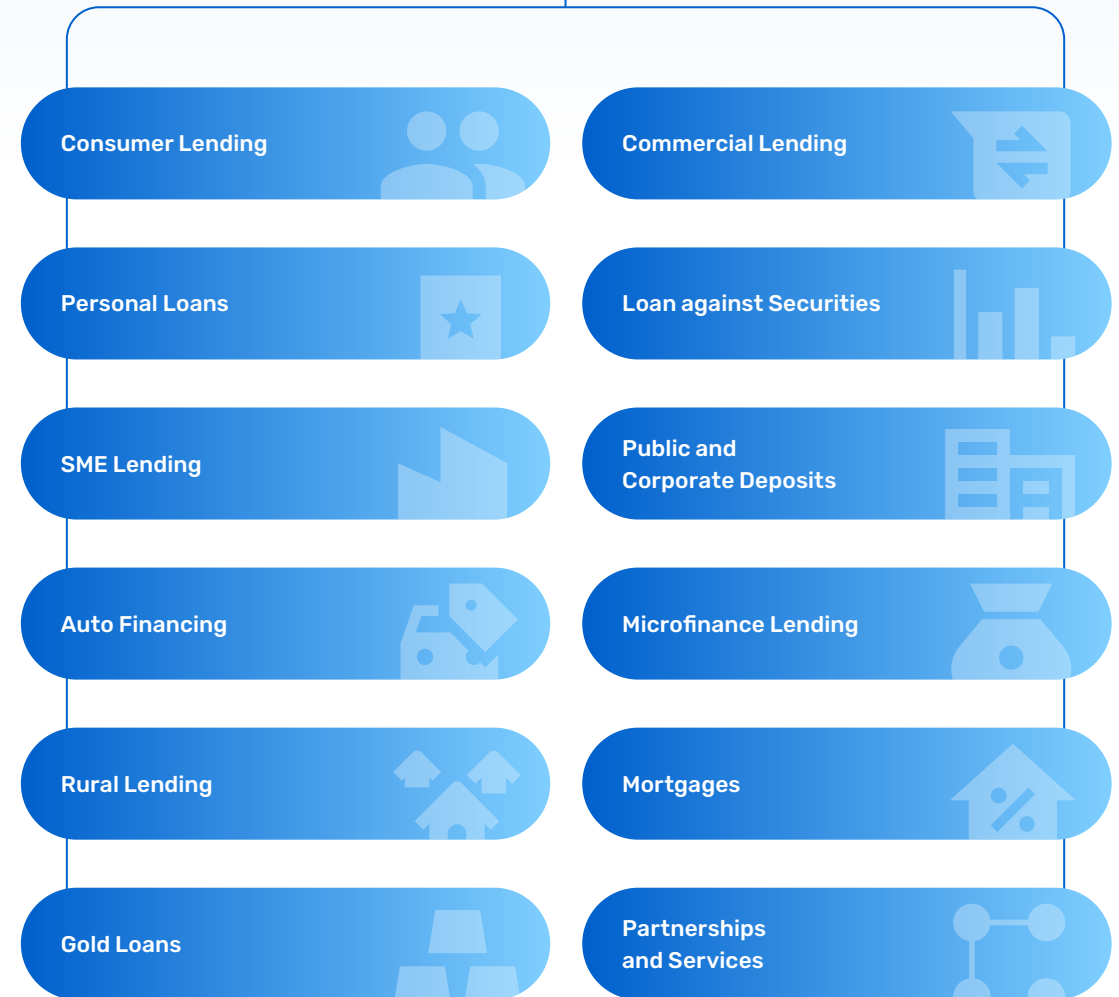 Consumer Lending
Commercial Lending
Personal Loans
Loan against Securities
SME Lending
Public and
Corporate Deposits
Auto Financing
Microfinance Lending
Rural Lending
Mortgages
Gold Loans
Partnerships
and Services